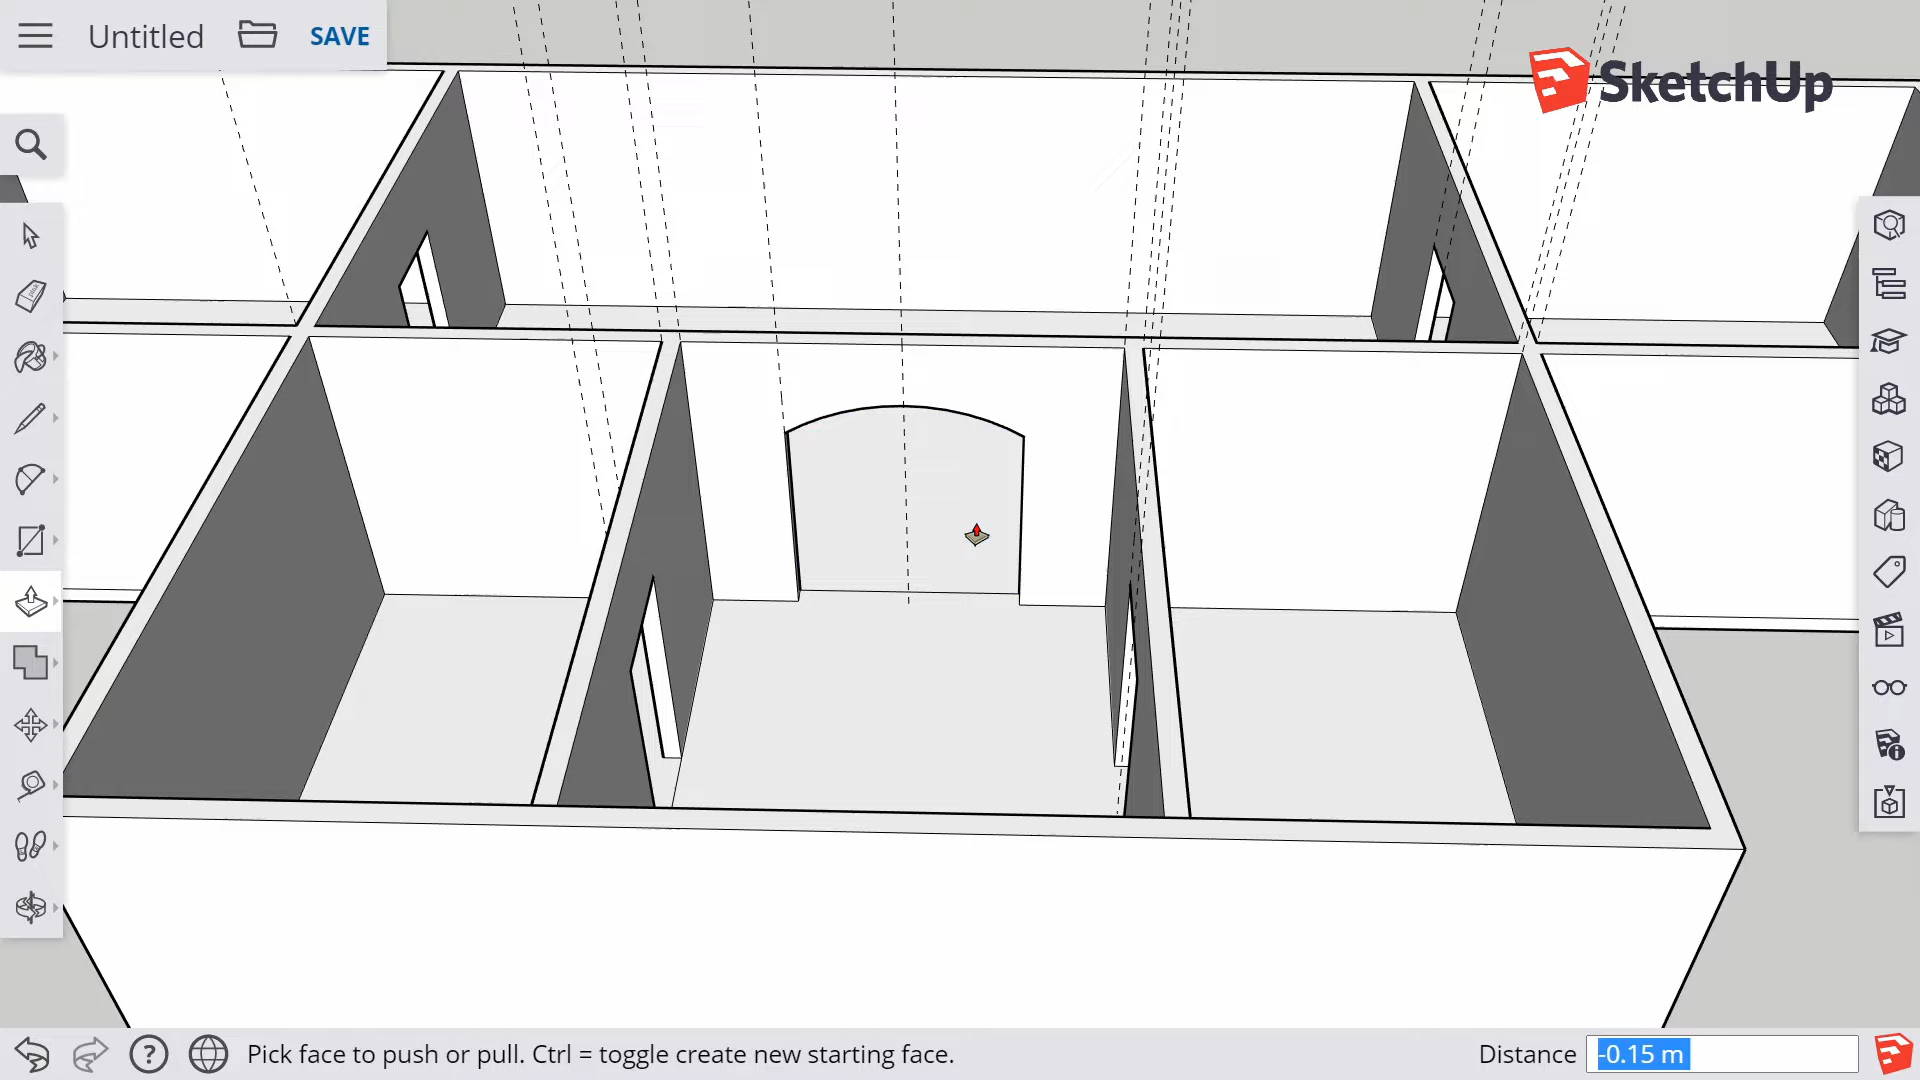 Untitled
SAVE
SketchUp
Pick face to push or pull. Ctrl = toggle create new starting face.
Distance
-0.15 m